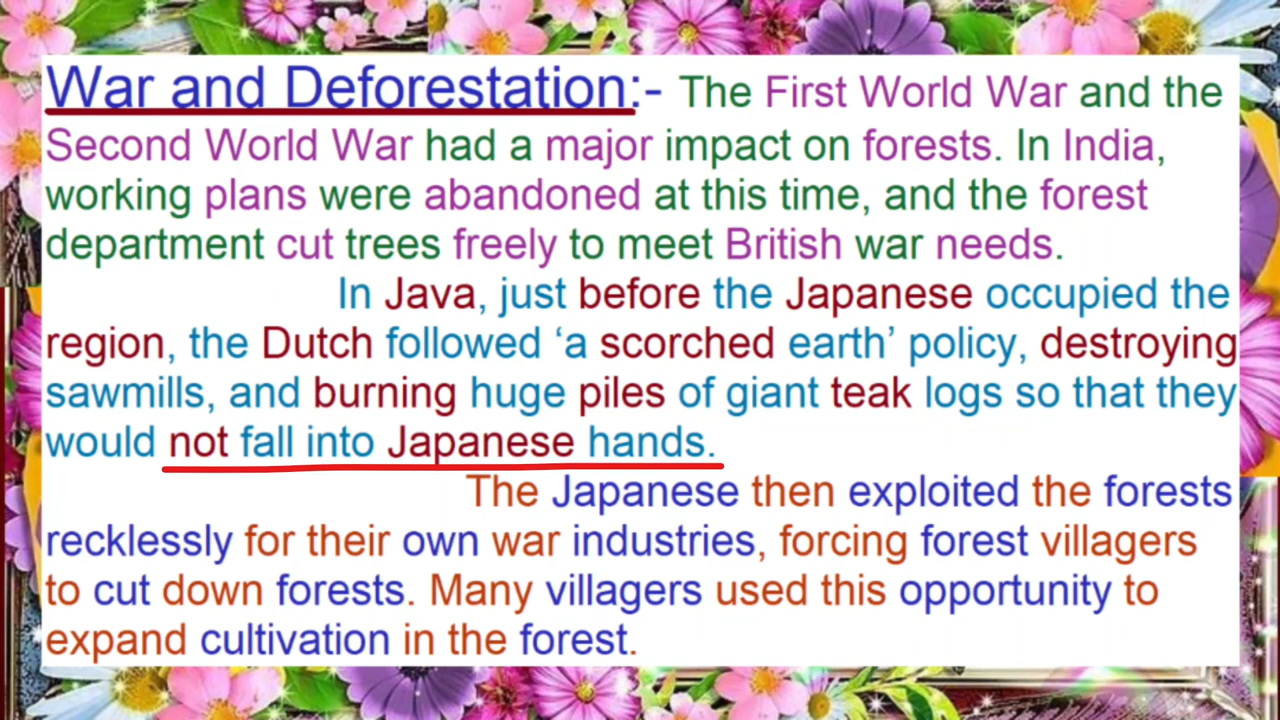 War and Deforestation:- The First World War and the
Second World War had a major impact on forests. In India,
working plans were abandoned at this time, and the forest
department cut trees freely to meet British war needs.
In Java, just before the Japanese occupied the
region, the Dutch followed ‘a scorched earth’ policy, destroying
sawmills, and burning huge piles of giant teak logs so that they
would not fall into Japanese hands.
The Japanese then exploited the forests
recklessly for their own war industries, forcing forest villagers
to cut down forests. Many villagers used this opportunity to
expand cultivation in the forest.